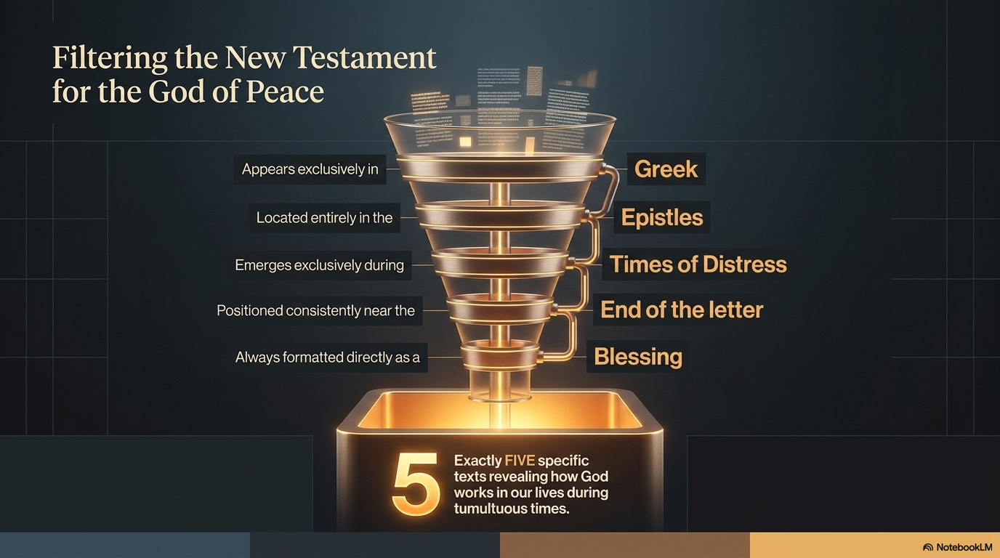 Filtering the New Testament
for the God of Peace
Appears exclusively in
Greek
Located entirely in the
Epistles
Emerges exclusively during
Times of Distress
Positioned consistently near the
End of the letter
Always formatted directly as a
Blessing
5
Exactly FIVE specific
texts revealing how God
works in our lives during
tumultuous times.
NotebookLM